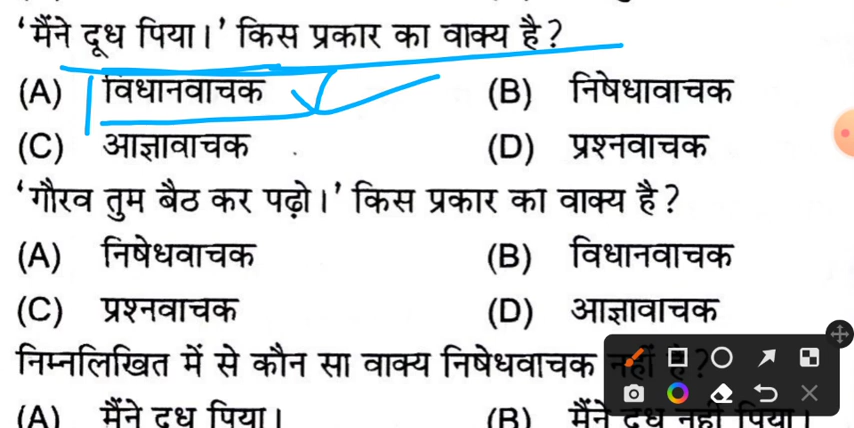 'मैंने दूध पिया।' किस प्रकार का वाक्य है?
(A) विधानवाचक (B) निषेधावाचक
(C) आज्ञावाचक (D) प्रश्नवाचक
'गौरव तुम बैठ कर पढ़ो।' किस प्रकार का वाक्य है?
(A) निषेधवाचक (B) विधानवाचक
(C) प्रश्नवाचक (D) आज्ञावाचक
निम्नलिखित में से कौन सा वाक्य निषेधवाचक नहीं है?
(A) मैंने दूध पिया। (B) मैंने दूध नहीं पिया।